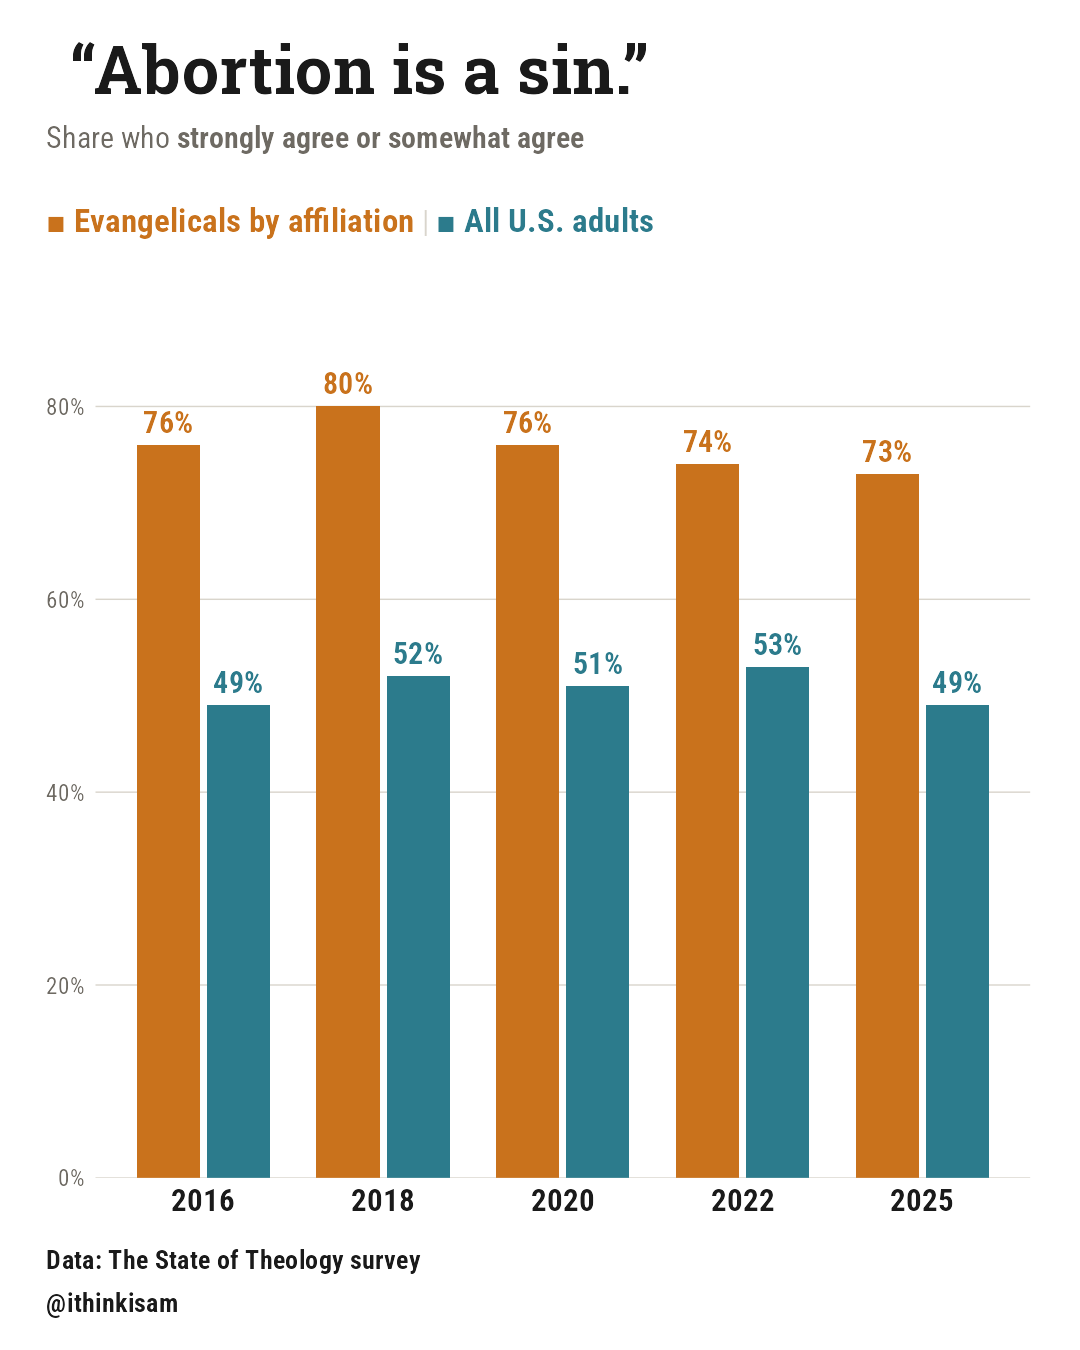 “Abortion is a sin.”
Share who strongly agree or somewhat agree
Evangelicals by affiliation | All U.S. adults
80%
60%
40%
20%
0%
76%
49%
80%
52%
76%
51%
74%
53%
73%
49%
2016 2018 2020 2022 2025
Data: The State of Theology survey
@ithinkisam